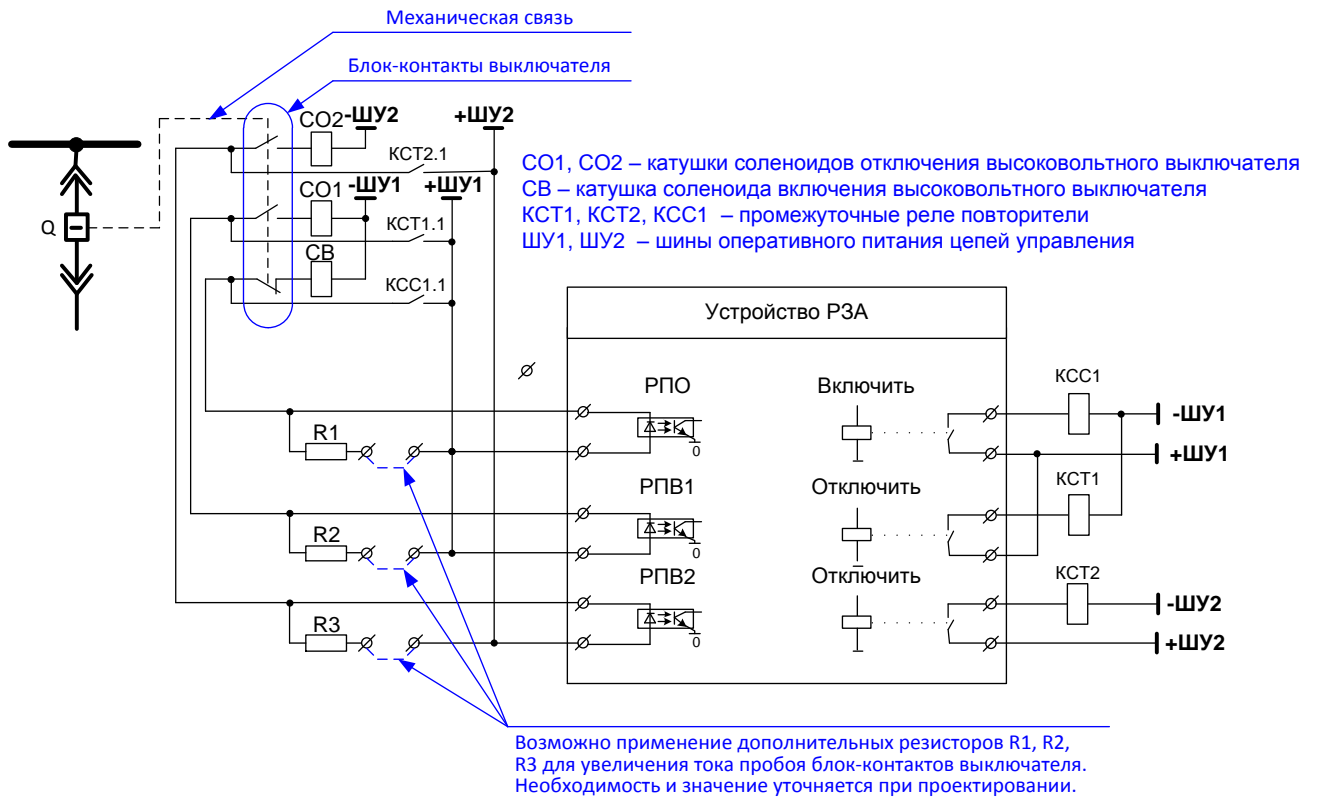 Механическая связь
Блок-контакты выключателя
СО2
-ШУ2
+ШУ2
КСТ2.1
СО1
-ШУ1
+ШУ1
КСТ1.1
СВ
КСС1.1
Q
СО1, СО2 – катушки соленоидов отключения высоковольтного выключателя
СВ – катушка соленоида включения высоковольтного выключателя
КСТ1, КСТ2, КСС1 – промежуточные реле повторители
ШУ1, ШУ2 – шины оперативного питания цепей управления
Устройство РЗА
РПО
Включить
КСС1
-ШУ1
+ШУ1
R1
0
РПВ1
Отключить
КСТ1
R2
0
РПВ2
Отключить
КСТ2
-ШУ2
+ШУ2
R3
0
Возможно применение дополнительных резисторов R1, R2,
R3 для увеличения тока пробоя блок-контактов выключателя.
Необходимость и значение уточняется при проектировании.